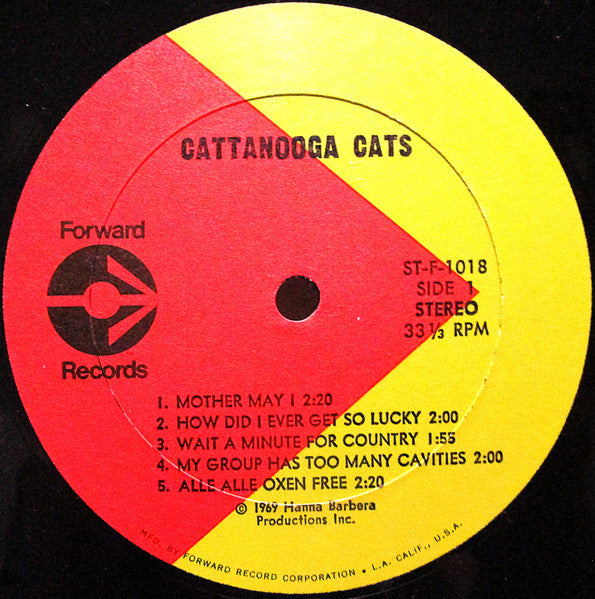 CATTANOOGA CATS
Forward
Records
ST-F-1018
SIDE 1
STEREO
33 1/3 RPM
1. MOTHER MAY I 2:20
2. HOW DID I EVER GET SO LUCKY 2:00
3. WAIT A MINUTE FOR COUNTRY 1:55
4. MY GROUP HAS TOO MANY CAVITIES 2:00
5. ALLE ALLE OXEN FREE 2:20
© 1969 Hanna Barbera
Productions Inc.
MFD. BY FORWARD RECORD CORPORATION • L.A. CALIF., U.S.A.